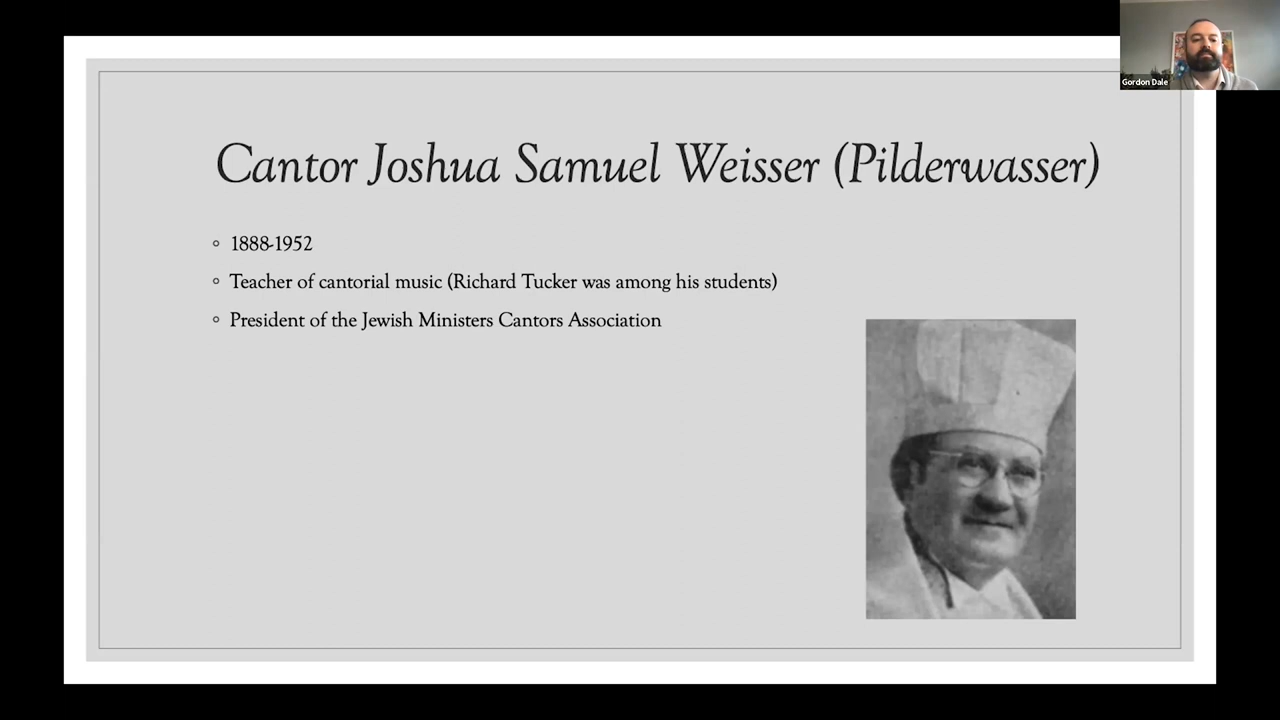 Gordon Dale
Cantor Joshua Samuel Weisser (Pilderwasser)
1888-1952
Teacher of cantorial music (Richard Tucker was among his students)
President of the Jewish Ministers Cantors Association